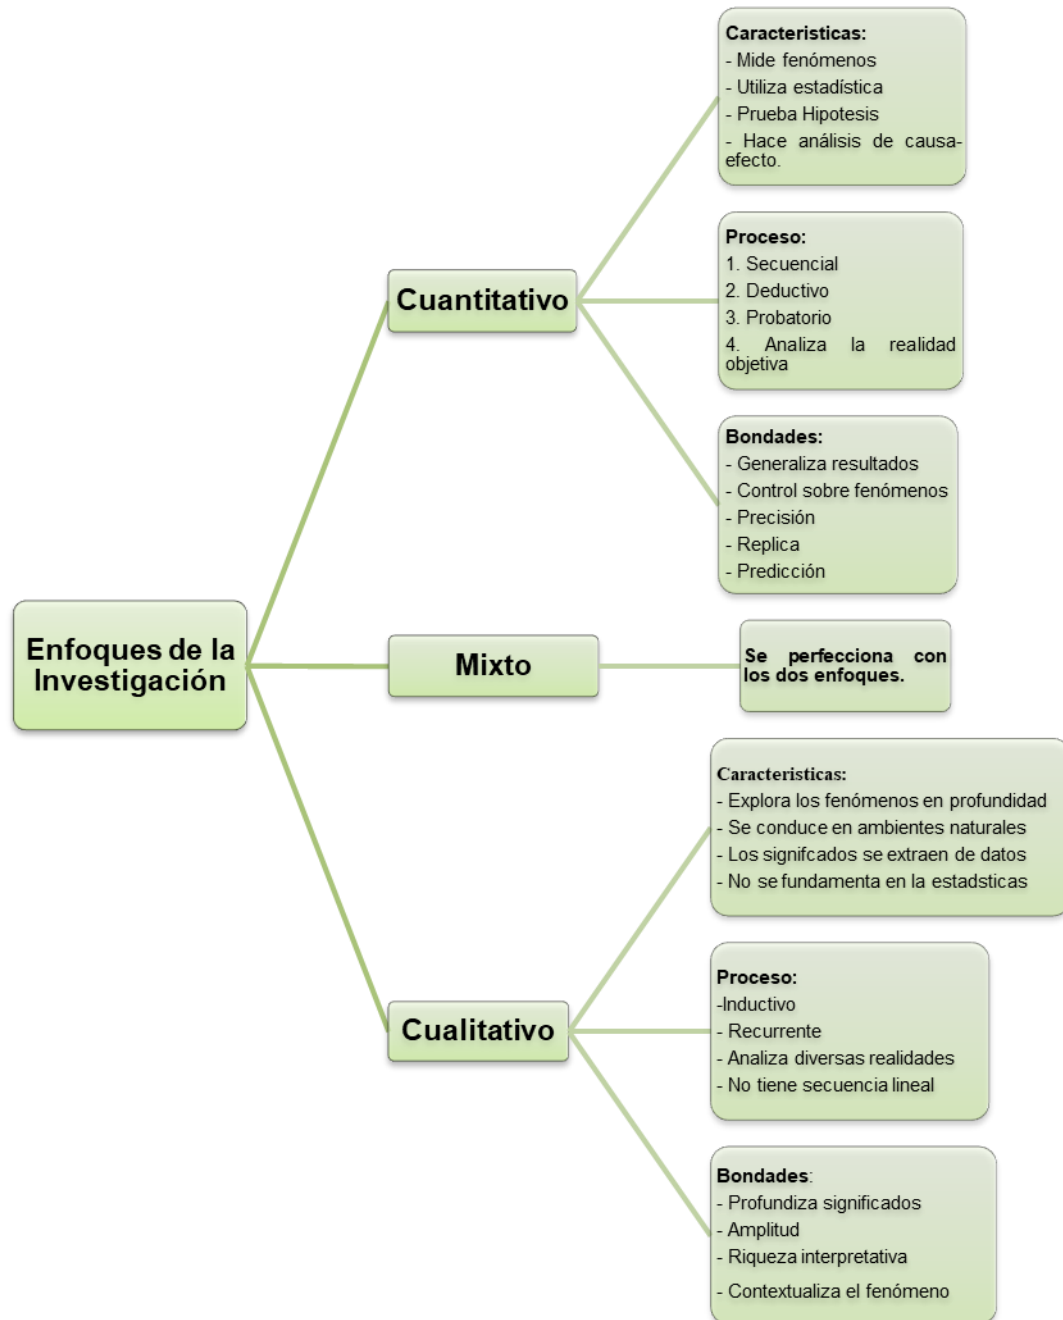 Enfoques de la
Investigación
Cuantitativo
Caracteristicas:
- Mide fenómenos
- Utiliza estadística
- Prueba Hipotesis
- Hace análisis de causa-
efecto.
Proceso:
1. Secuencial
2. Deductivo
3. Probatorio
4. Analiza la realidad
objetiva
Bondades:
- Generaliza resultados
- Control sobre fenómenos
- Precisión
- Replica
- Predicción
Mixto
Se perfecciona con
los dos enfoques.
Cualitativo
Caracteristicas:
- Explora los fenómenos en profundidad
- Se conduce en ambientes naturales
- Los signifcados se extraen de datos
- No se fundamenta en la estadsticas
Proceso:
-Inductivo
- Recurrente
- Analiza diversas realidades
- No tiene secuencia lineal
Bondades:
- Profundiza significados
- Amplitud
- Riqueza interpretativa
- Contextualiza el fenómeno